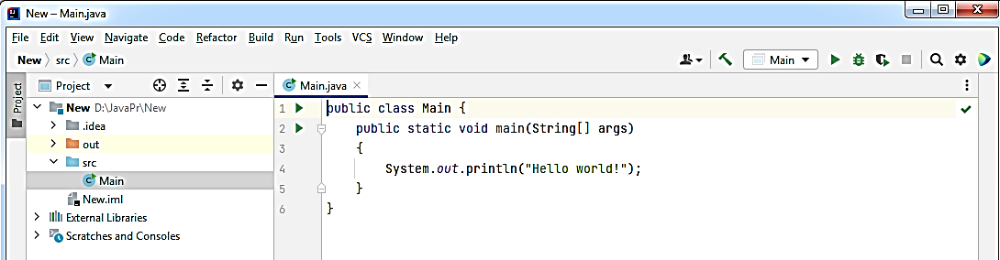 New – Main.java
File Edit View Navigate Code Refactor Build Run Tools VCS Window Help
New src Main Main
Project
Project
New D:\JavaPr\New
.idea
out
src
Main
New.iml
External Libraries
Scratches and Consoles
Main.java
1 public class Main {
2 public static void main(String[] args)
3 {
4 System.out.println("Hello world!");
5 }
6 }